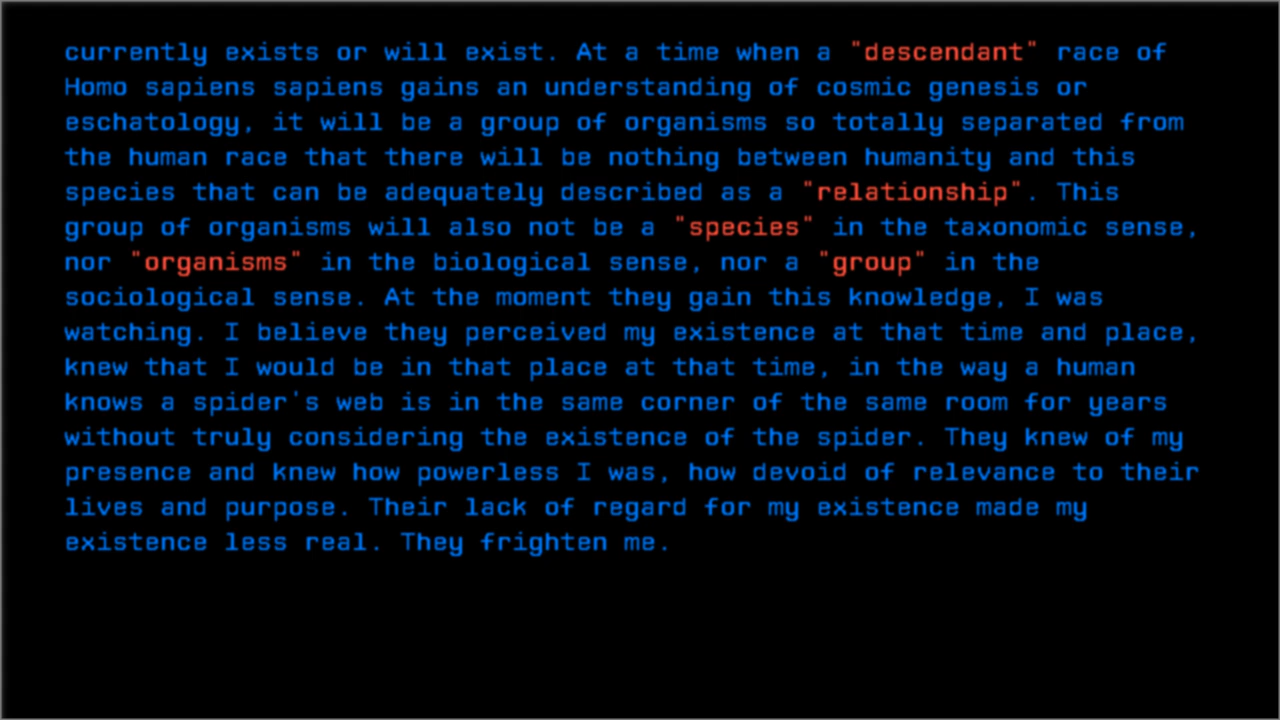 currently exists or will exist. At a time when a "descendant" race of
Homo sapiens sapiens gains an understanding of cosmic genesis or
eschatology, it will be a group of organisms so totally separated from
the human race that there will be nothing between humanity and this
species that can be adequately described as a "relationship". This
group of organisms will also not be a "species" in the taxonomic sense,
nor "organisms" in the biological sense, nor a "group" in the
sociological sense. At the moment they gain this knowledge, I was
watching. I believe they perceived my existence at that time and place,
knew that I would be in that place at that time, in the way a human
knows a spider's web is in the same corner of the same room for years
without truly considering the existence of the spider. They knew of my
presence and knew how powerless I was, how devoid of relevance to their
lives and purpose. Their lack of regard for my existence made my
existence less real. They frighten me.